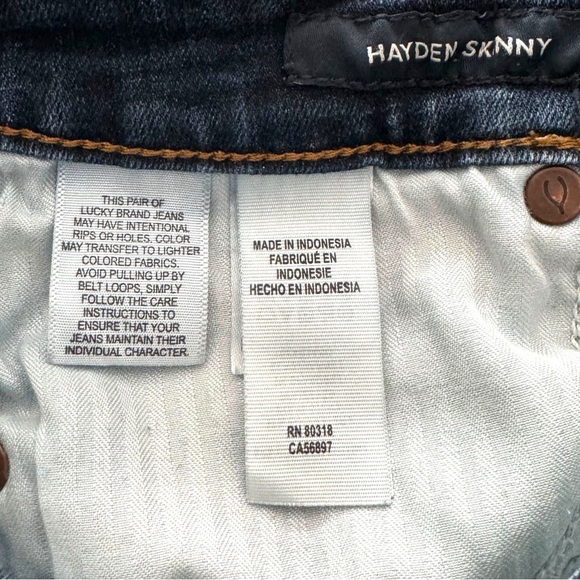 HAYDEN SKINNY
THIS PAIR OF
LUCKY BRAND JEANS
MAY HAVE INTENTIONAL
RIPS OR HOLES. COLOR
MAY TRANSFER TO LIGHTER
COLORED FABRICS.
AVOID PULLING UP BY
BELT LOOPS, SIMPLY
FOLLOW THE CARE
INSTRUCTIONS TO
ENSURE THAT YOUR
JEANS MAINTAIN THEIR
INDIVIDUAL CHARACTER.
MADE IN INDONESIA
FABRIQUÉ EN
INDONESIE
HECHO EN INDONESIA
RN 80318
CA56897